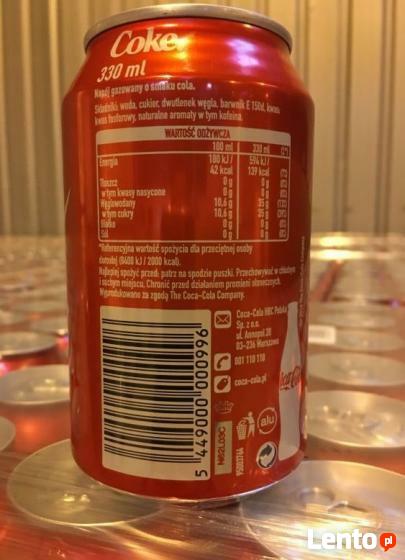 Coke
330 ml
Napój gazowany o smaku cola.
Składniki: woda, cukier, dwutlenek węgla, barwnik E 150d, kwas:
kwas fosforowy, naturalne aromaty w tym kofeina.
WARTOŚĆ ODŻYWCZA
100 ml 330 ml
Energia 180 kJ / 594 kJ /
42 kcal 139 kcal
Tłuszcz 0 g 0 g
w tym kwasy nasycone 0 g 0 g
Węglowodany 10,6 g 35 g
w tym cukry 10,6 g 35 g
Białko 0 g 0 g
Sól 0 g 0 g
*Referencyjna wartość spożycia dla przeciętnej osoby
dorosłej (8400 kJ / 2000 kcal).
Najlepiej spożyć przed: patrz na spodzie puszki. Przechowywać w chłodnym
i suchym miejscu. Chronić przed działaniem promieni słonecznych.
Wyprodukowano za zgodą The Coca-Cola Company.
Coca-Cola HBC Polska
Sp. z o.o.
ul. Annopol 20
03-236 Warszawa
801 110 110
coca-cola.pl
5 449000 000996
M62L03C
95003744
alu
Lento.pl